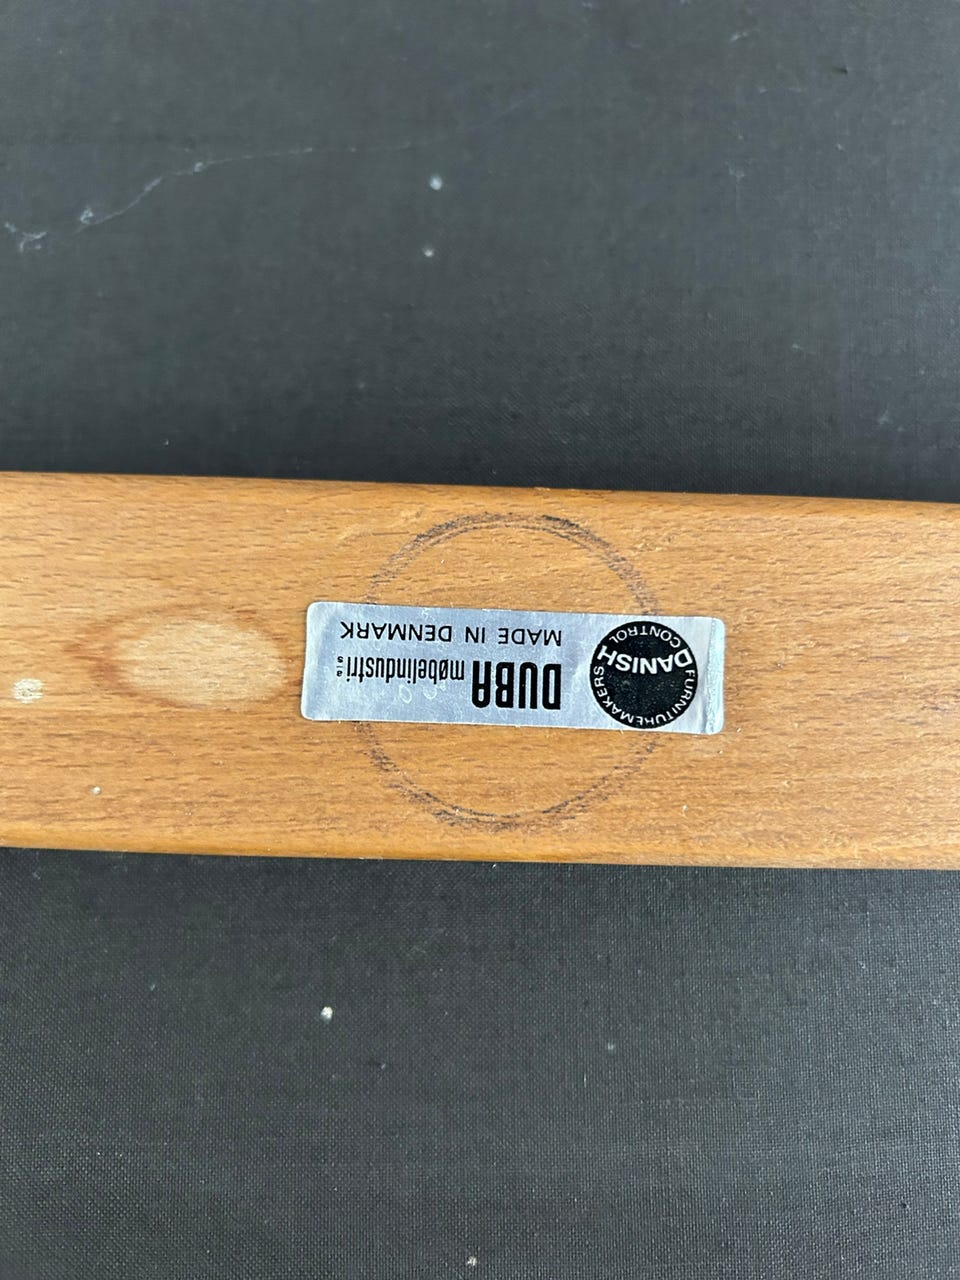 DANISH
FURNITUREMAKERS
CONTROL
DUBA møbelindustri a/s
MADE IN DENMARK